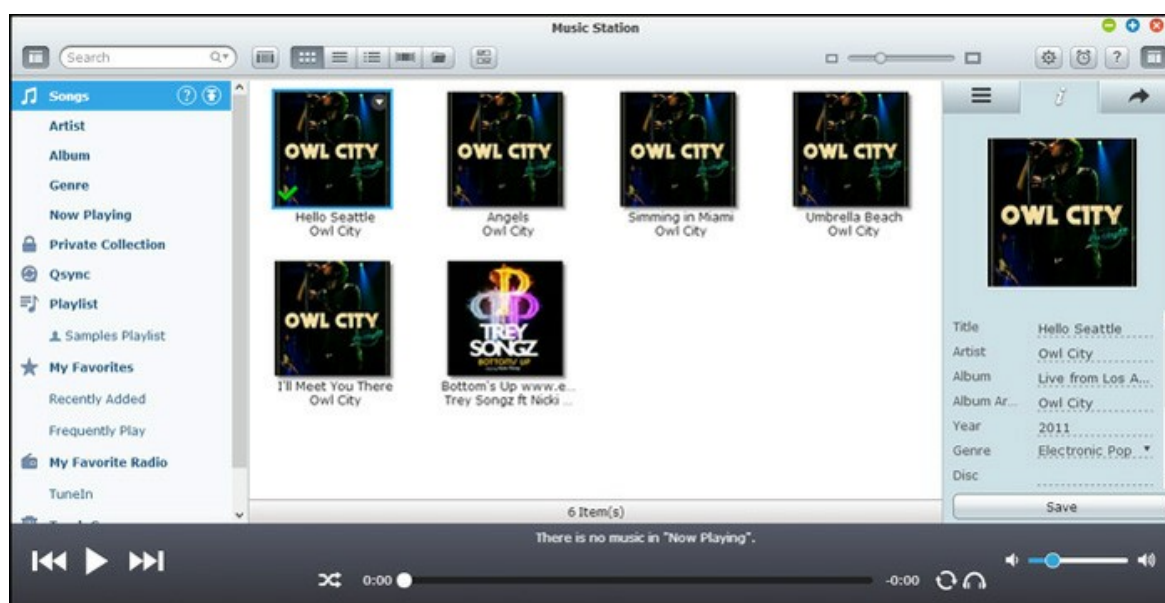 Music Station
Search
?
Songs
?
Artist
Album
Genre
Now Playing
Private Collection
Qsync
Playlist
Samples Playlist
My Favorites
Recently Added
Frequently Play
My Favorite Radio
TuneIn
OWL CITY
Hello Seattle
Owl City
OWL CITY
Angels
Owl City
OWL CITY
Simming in Miami
Owl City
OWL CITY
Umbrella Beach
Owl City
OWL CITY
I'll Meet You There
Owl City
TREY
SONGZ
BOTTOMS UP
Bottom's Up www.e...
Trey Songz ft Nicki ...
6 Item(s)
i
OWL CITY
Title Hello Seattle
Artist Owl City
Album Live from Los A...
Album Ar... Owl City
Year 2011
Genre Electronic Pop
Disc
Save
There is no music in "Now Playing".
0:00
-0:00